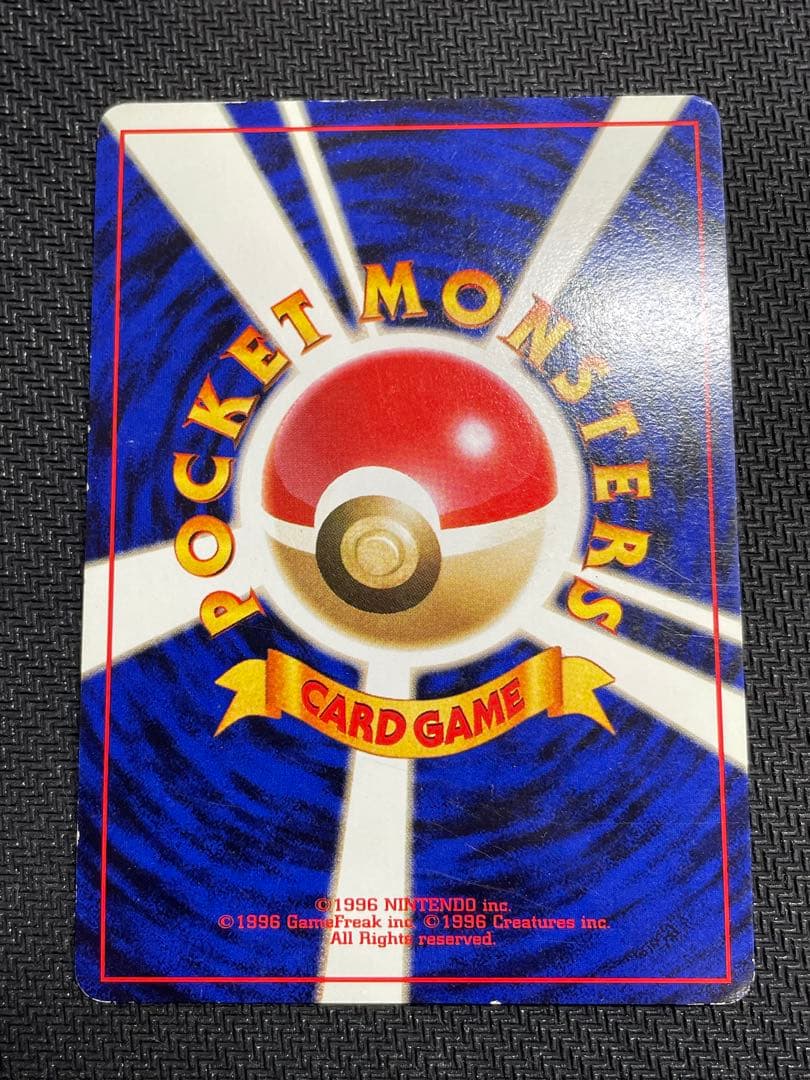 POCKET MONSTERS
CARD GAME
©1996 NINTENDO inc.
©1996 GameFreak inc. ©1996 Creatures inc.
All Rights reserved.